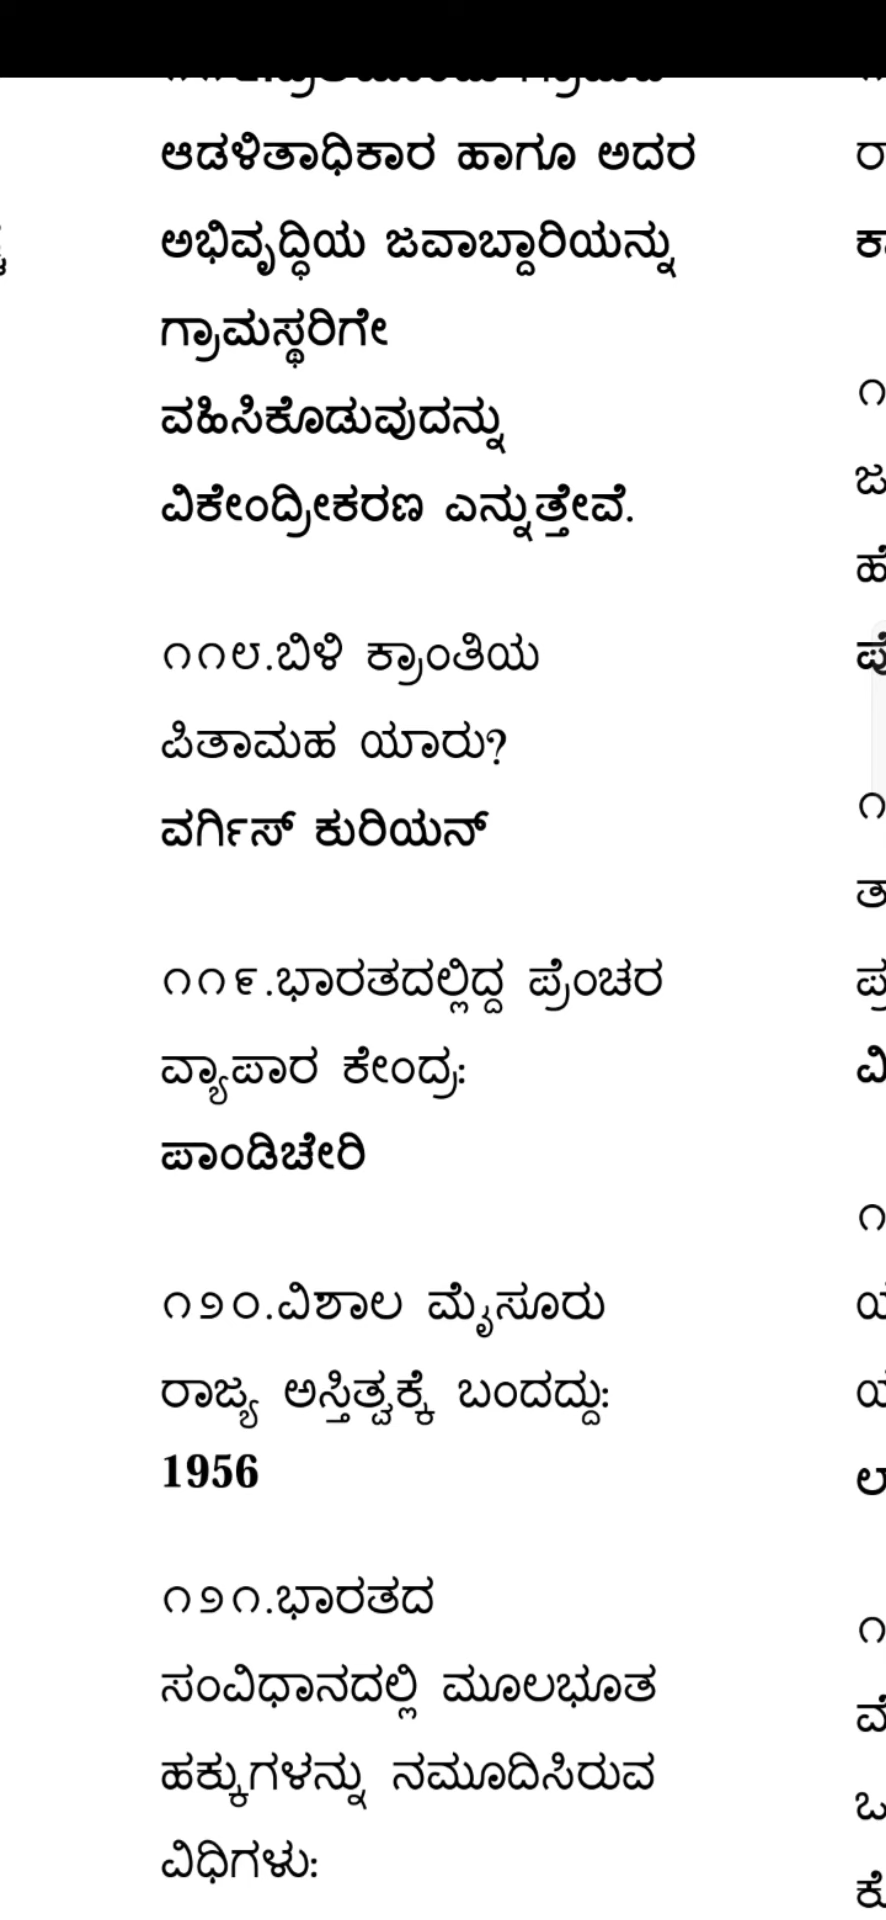 ಆಡಳಿತಾಧಿಕಾರ ಹಾಗೂ ಅದರ
ಅಭಿವೃದ್ಧಿಯ ಜವಾಬ್ದಾರಿಯನ್ನು
ಗ್ರಾಮಸ್ಥರಿಗೇ
ವಹಿಸಿಕೊಡುವುದನ್ನು
ವಿಕೇಂದ್ರೀಕರಣ ಎನ್ನುತ್ತೇವೆ.
೧೧೮.ಬಿಳಿ ಕ್ರಾಂತಿಯ
ಪಿತಾಮಹ ಯಾರು?
ವರ್ಗಿಸ್ ಕುರಿಯನ್
೧೧೯.ಭಾರತದಲ್ಲಿದ್ದ ಪ್ರೆಂಚರ
ವ್ಯಾಪಾರ ಕೇಂದ್ರ:
ಪಾಂಡಿಚೇರಿ
೧೨೦.ವಿಶಾಲ ಮೈಸೂರು
ರಾಜ್ಯ ಅಸ್ತಿತ್ವಕ್ಕೆ ಬಂದದ್ದು:
1956
೧೨೧.ಭಾರತದ
ಸಂವಿಧಾನದಲ್ಲಿ ಮೂಲಭೂತ
ಹಕ್ಕುಗಳನ್ನು ನಮೂದಿಸಿರುವ
ವಿಧಿಗಳು: